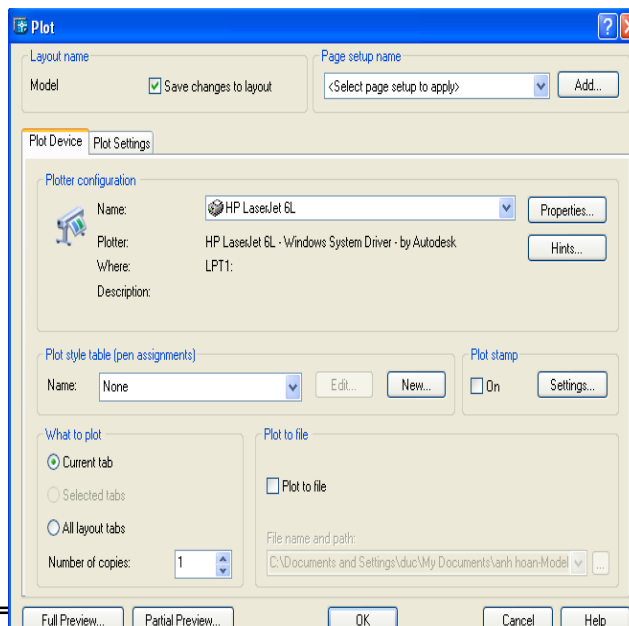 Plot
Layout name
Page setup name
Model
Save changes to layout
<Select page setup to apply>
Add...
Plot Device
Plot Settings
Plotter configuration
Name:
HP LaserJet 6L
Properties...
Plotter:
HP LaserJet 6L - Windows System Driver - by Autodesk
Hints...
Where:
LPT1:
Description:
Plot style table (pen assignments)
Name:
None
Edit...
New...
Plot stamp
On
Settings...
What to plot
Current tab
Selected tabs
All layout tabs
Number of copies:
1
Plot to file
Plot to file
File name and path:
C:\Documents and Settings\duc\My Documents\anh hoan-Model
...
Full Preview...
Partial Preview...
OK
Cancel
Help